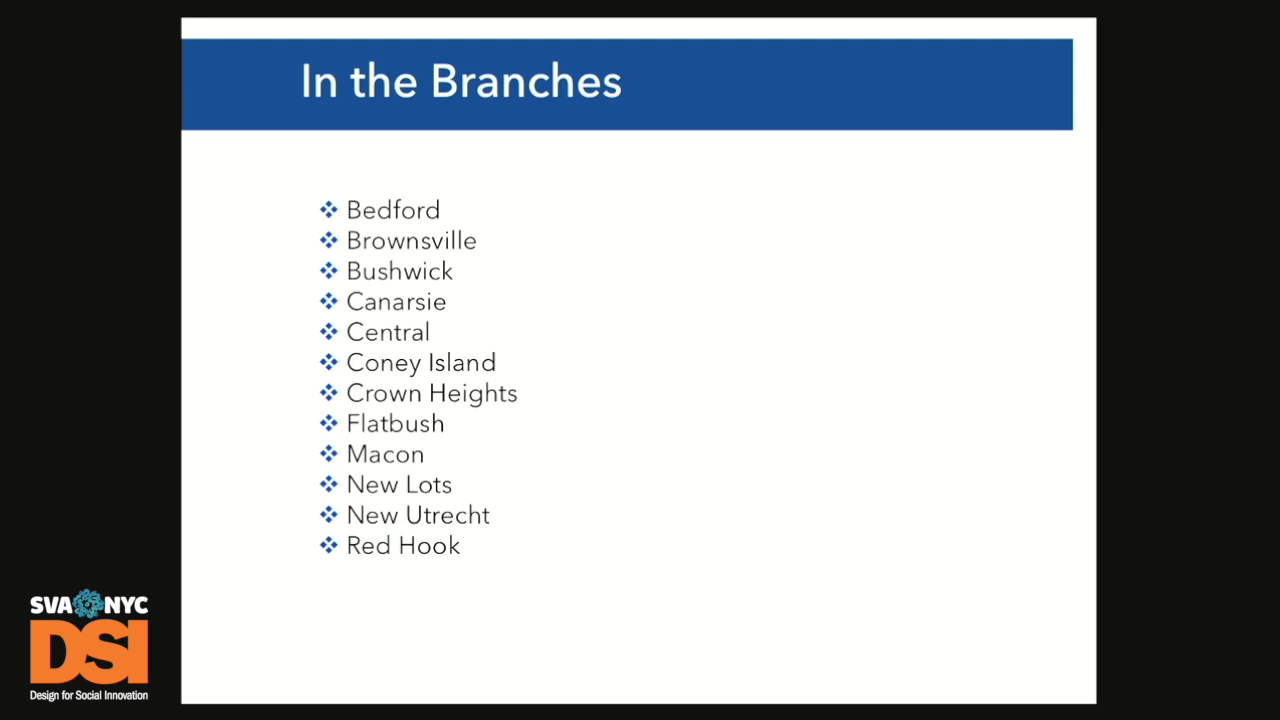 In the Branches
Bedford
Brownsville
Bushwick
Canarsie
Central
Coney Island
Crown Heights
Flatbush
Macon
New Lots
New Utrecht
Red Hook
SVA NYC
DSI
Design for Social Innovation